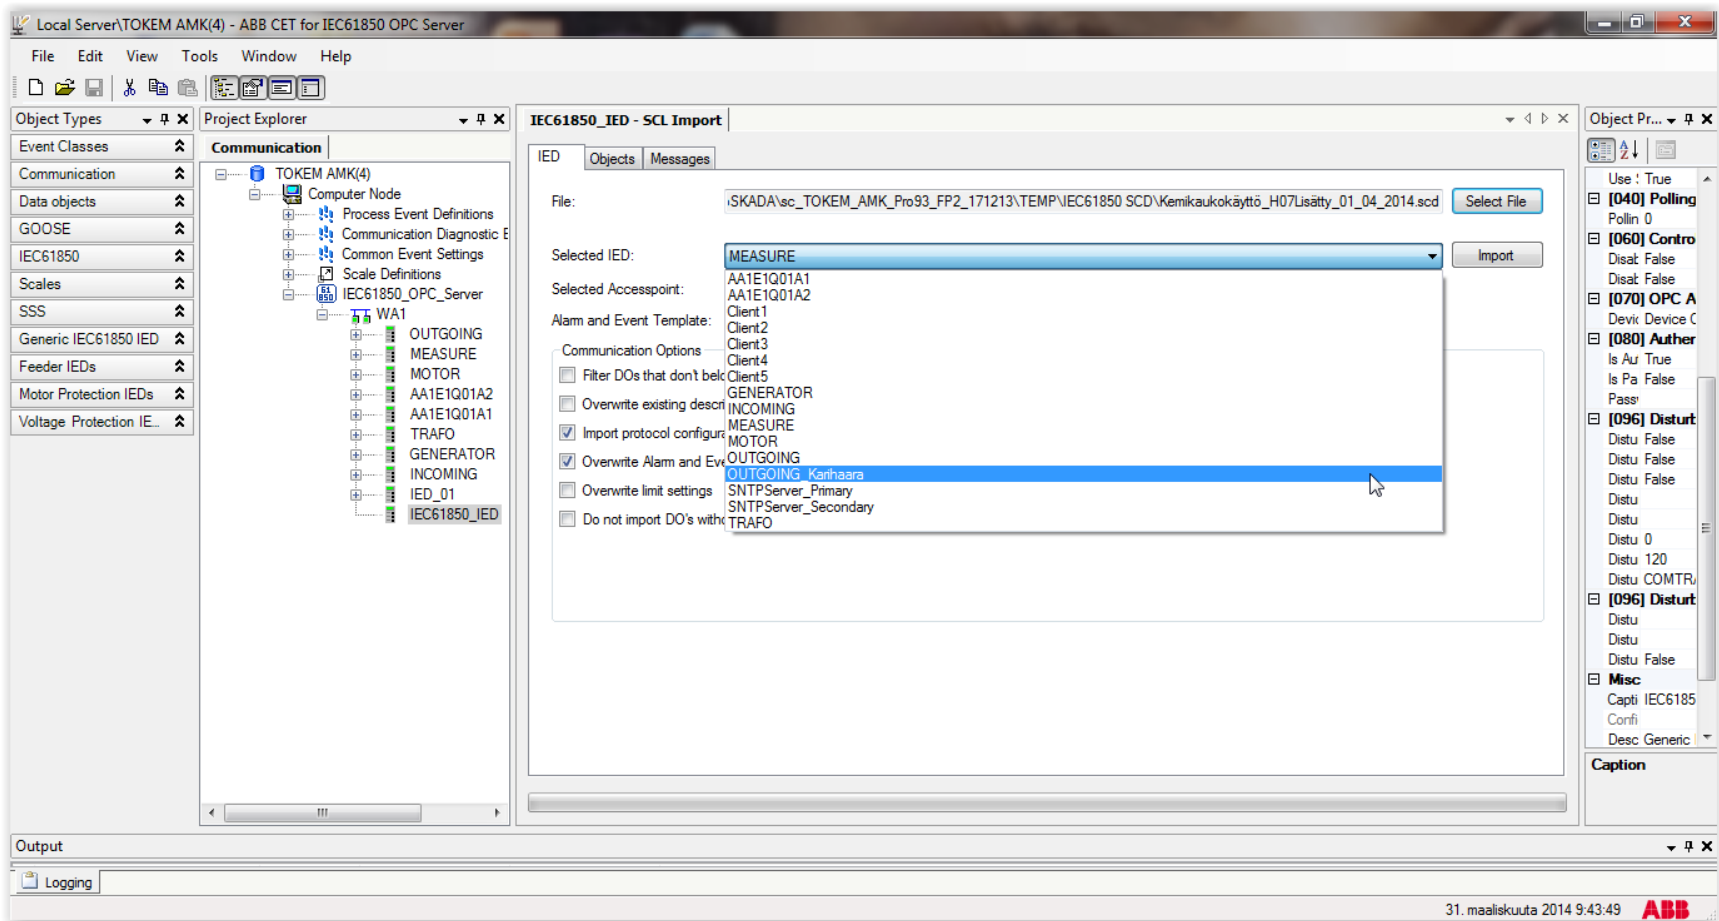 Local Server\TOKEM AMK(4) - ABB CET for IEC61850 OPC Server
File Edit View Tools Window Help
Object Types
Event Classes
Communication
Data objects
GOOSE
IEC61850
Scales
SSS
Generic IEC61850 IED
Feeder IEDs
Motor Protection IEDs
Voltage Protection IE...
Project Explorer
Communication
TOKEM AMK(4)
Computer Node
Process Event Definitions
Communication Diagnostic E
Common Event Settings
Scale Definitions
IEC61850_OPC_Server
WA1
OUTGOING
MEASURE
MOTOR
AA1E1Q01A2
AA1E1Q01A1
TRAFO
GENERATOR
INCOMING
IED_01
IEC61850_IED
IEC61850_IED - SCL Import
IED Objects Messages
File: SKADA\sc_TOKEM_AMK_Pro93_FP2_171213\TEMP\IEC61850 SCD\Kemikaukokäyttö_H07Lisätty_01_04_2014.scd Select File
Selected IED: MEASURE Import
Selected Accesspoint:
Alarm and Event Template:
Communication Options
Filter DOs that don't belo
Overwrite existing descri
Import protocol configura
Overwrite Alarm and Eve
Overwrite limit settings
Do not import DO's witho
AA1E1Q01A1
AA1E1Q01A2
Client1
Client2
Client3
Client4
Client5
GENERATOR
INCOMING
MEASURE
MOTOR
OUTGOING
OUTGOING_Karihaara
SNTPServer_Primary
SNTPServer_Secondary
TRAFO
Object Pr...
Use : True
[040] Polling
Pollin 0
[060] Contro
Disat False
Disat False
[070] OPC A
Devic Device C
[080] Auther
Is Au True
Is Pa False
Pass
[096] Disturt
Distu False
Distu False
Distu False
Distu
Distu
Distu 0
Distu 120
Distu COMTR
[096] Disturt
Distu
Distu
Distu False
Misc
Capti IEC6185
Confi
Desc Generic
Caption
Output
Logging
31. maaliskuuta 2014 9:43:49 ABB